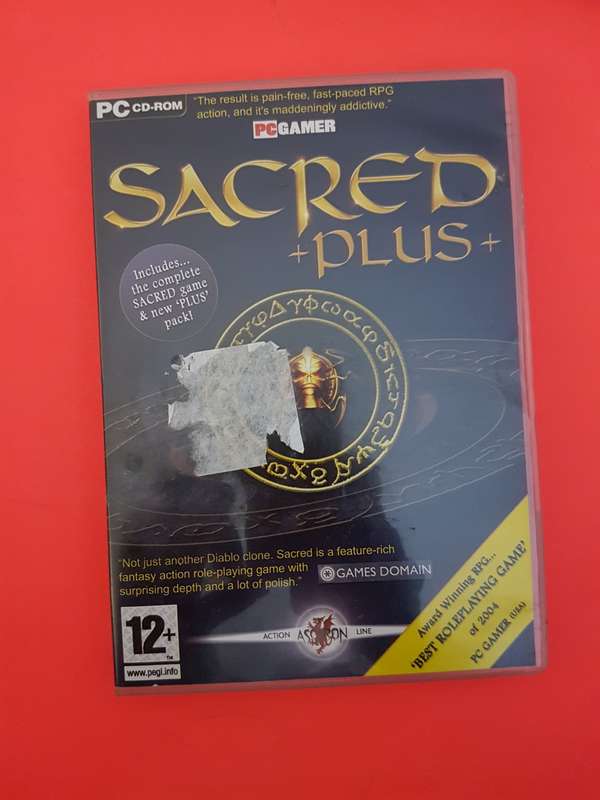 PC CD-ROM
"The result is pain-free, fast-paced RPG
action, and it's maddeningly addictive."
PCGAMER
SACRED
+PLUS+
Includes...
the complete
SACRED game
& new 'PLUS'
pack!
"Not just another Diablo clone. Sacred is a feature-rich
fantasy action role-playing game with
surprising depth and a lot of polish."
GAMES DOMAIN
Award Winning RPG...
'BEST ROLEPLAYING GAME'
of 2004
PC GAMER (USA)
12+
™
www.pegi.info
ACTION ASCARON LINE